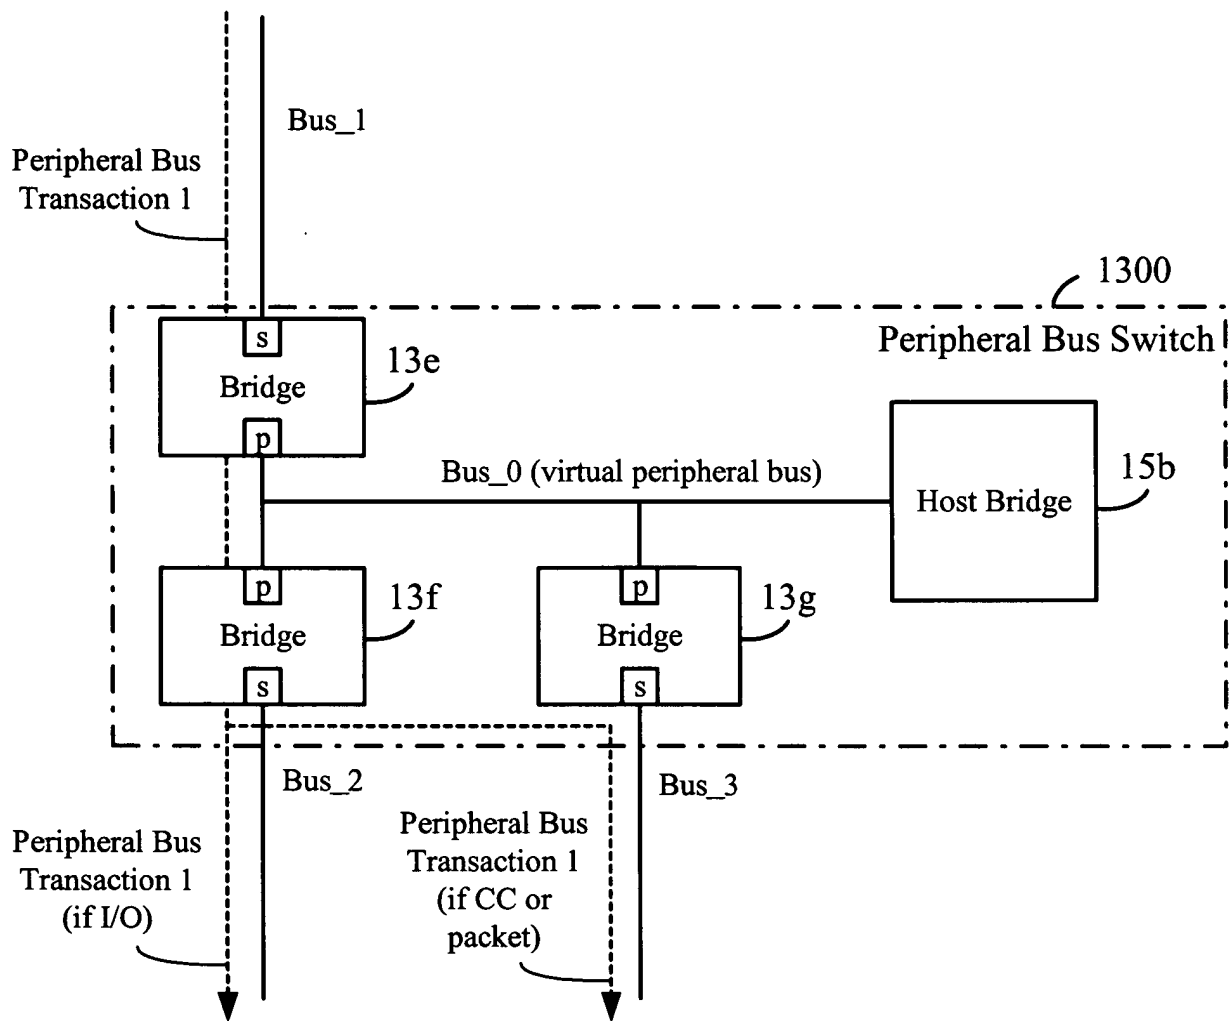 Bus_1
Peripheral Bus
Transaction 1
1300
Peripheral Bus Switch
s
Bridge
p
13e
Bus_0 (virtual peripheral bus)
Host Bridge
15b
p
Bridge
s
13f
p
Bridge
s
13g
Bus_2
Bus_3
Peripheral Bus
Transaction 1
(if I/O)
Peripheral Bus
Transaction 1
(if CC or
packet)